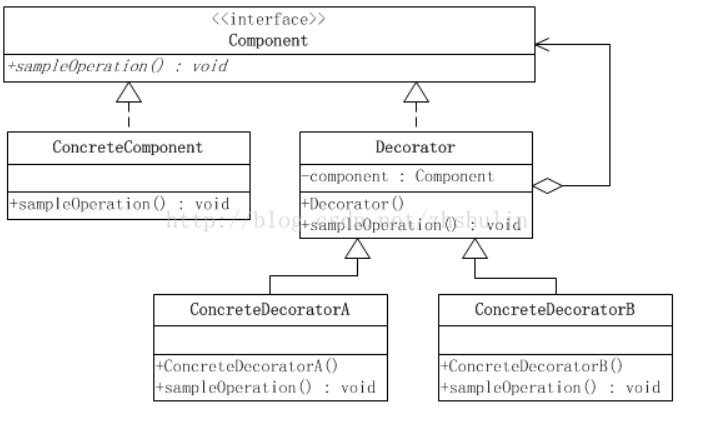 <<interface>>
Component
+sampleOperation() : void
ConcreteComponent
+sampleOperation() : void
Decorator
-component : Component
+Decorator()
+sampleOperation() : void
http://blog.csdn.net/zhshulin
ConcreteDecoratorA
+ConcreteDecoratorA()
+sampleOperation() : void
ConcreteDecoratorB
+ConcreteDecoratorB()
+sampleOperation() : void